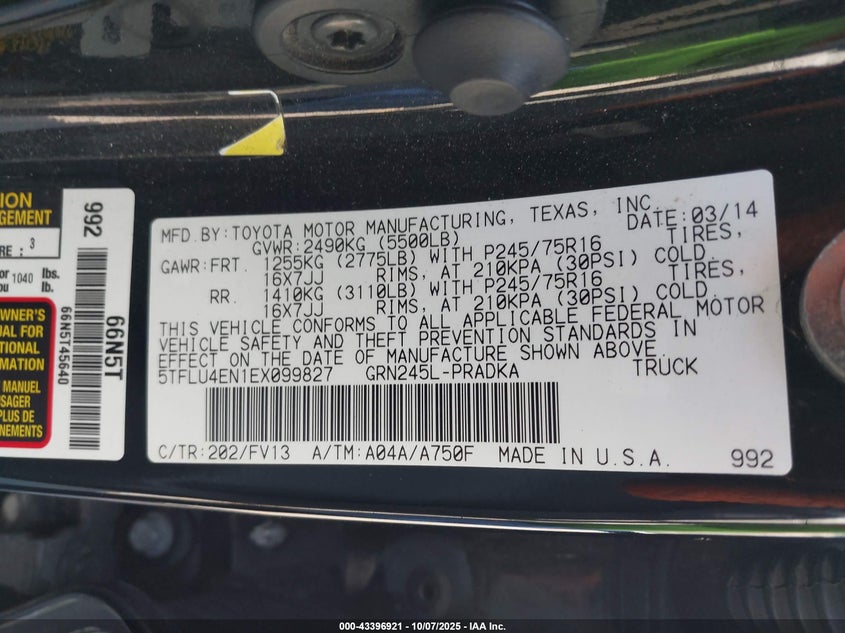 ION
GEMENT
RE : 3
or 1040 lbs.
ou lb.
OWNER'S
UAL FOR
TIONAL
RMATION
MANUEL
USAGER
PLUS DE
NEMENTS
992
66N5T
66N5T45640
MFD.BY:TOYOTA MOTOR MANUFACTURING, TEXAS, INC.
GVWR:2490KG (5500LB) DATE:03/14
GAWR:FRT. 1255KG (2775LB) WITH P245/75R16 TIRES,
16X7JJ RIMS, AT 210KPA (30PSI) COLD.
RR. 1410KG (3110LB) WITH P245/75R16 TIRES,
16X7JJ RIMS, AT 210KPA (30PSI) COLD.
THIS VEHICLE CONFORMS TO ALL APPLICABLE FEDERAL MOTOR
VEHICLE SAFETY AND THEFT PREVENTION STANDARDS IN
EFFECT ON THE DATE OF MANUFACTURE SHOWN ABOVE.
5TFLU4EN1EX099827 GRN245L-PRADKA TRUCK
C/TR:202/FV13 A/TM:A04A/A750F MADE IN U.S.A. 992
000-43396921 - 10/07/2025 - IAA Inc.